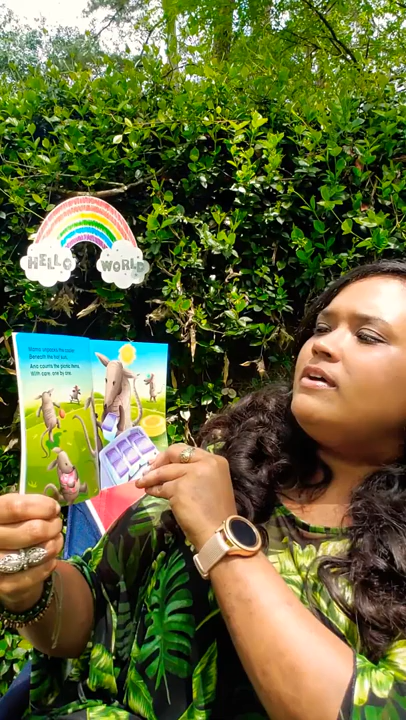 HELLO WORLD
Mama unpacks the cooler
Beneath the hot sun,
And counts the picnic items,
With care, one by one.